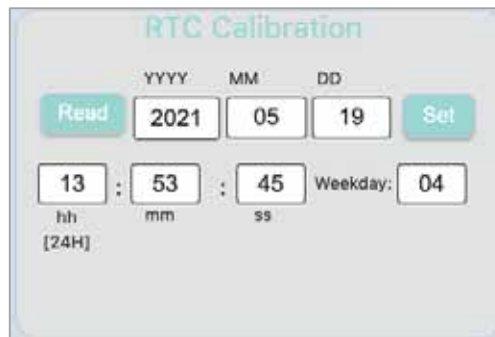 RTC Calibration
YYYY MM DD
Read 2021 05 19 Set
13 : 53 : 45 Weekday: 04
hh mm ss
[24H]